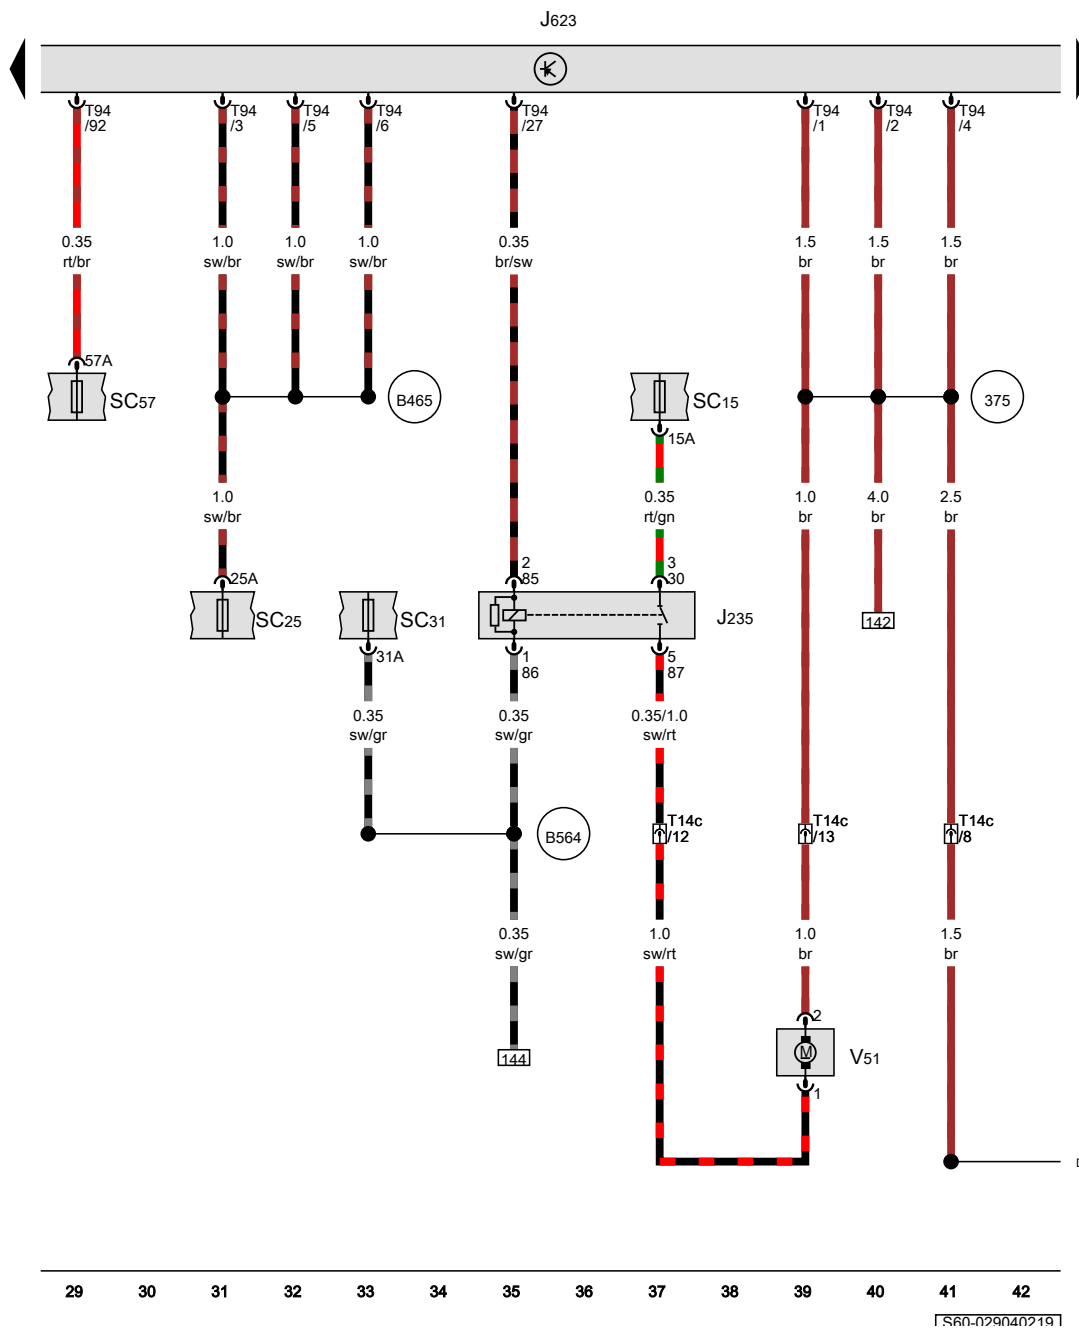 J623
T94
/92
T94
/3
T94
/5
T94
/6
T94
/27
T94
/1
T94
/2
T94
/4
0.35
rt/br
1.0
sw/br
1.0
sw/br
1.0
sw/br
0.35
br/sw
1.5
br
1.5
br
1.5
br
57A
SC57
B465
SC15
15A
375
1.0
sw/br
0.35
rt/gn
1.0
br
4.0
br
2.5
br
25A
SC25
SC31
31A
2
85
3
30
J235
1
86
5
87
142
0.35
sw/gr
0.35
sw/gr
0.35/1.0
sw/rt
B564
T14c
/12
T14c
/13
T14c
/8
0.35
sw/gr
1.0
sw/rt
1.0
br
1.5
br
144
2
M
V51
1
29 30 31 32 33 34 35 36 37 38 39 40 41 42
S60-029040219